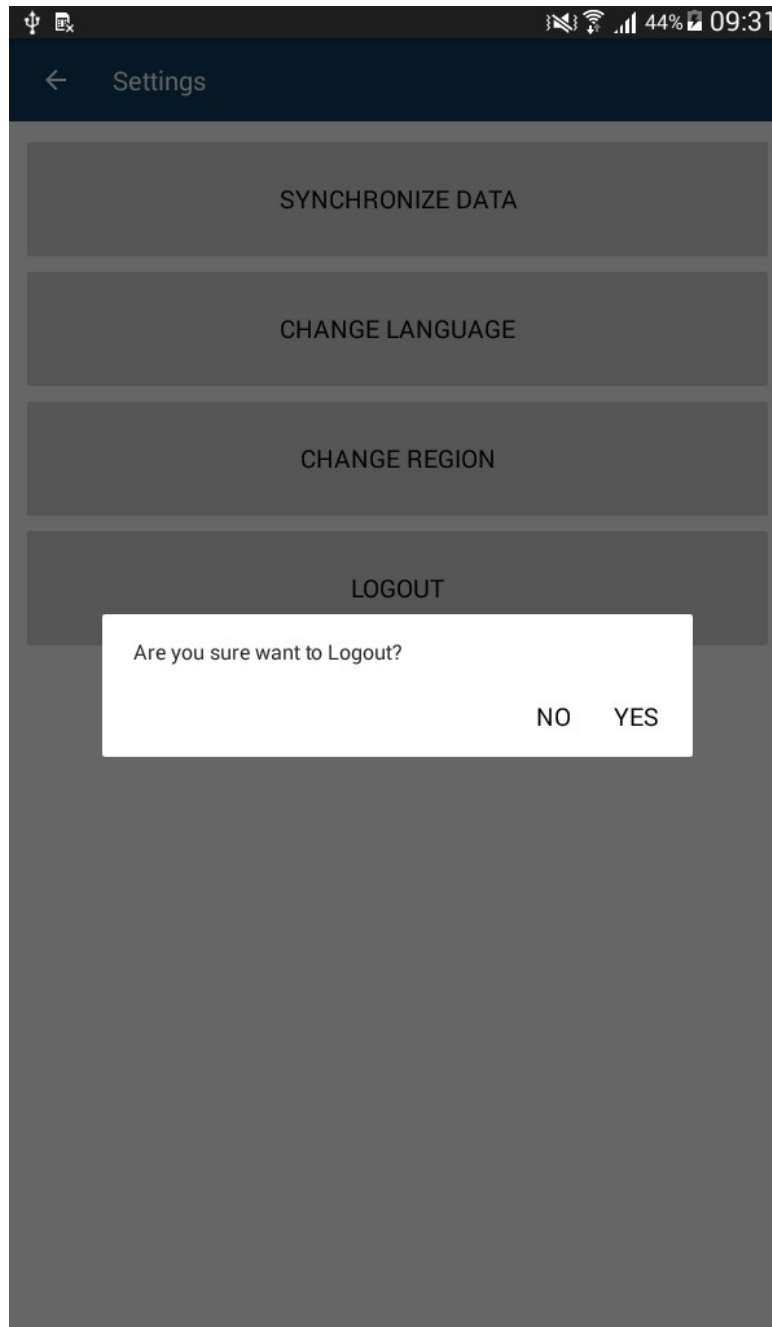 44% 09:31
Settings
SYNCHRONIZE DATA
CHANGE LANGUAGE
CHANGE REGION
LOGOUT
Are you sure want to Logout?
NO YES